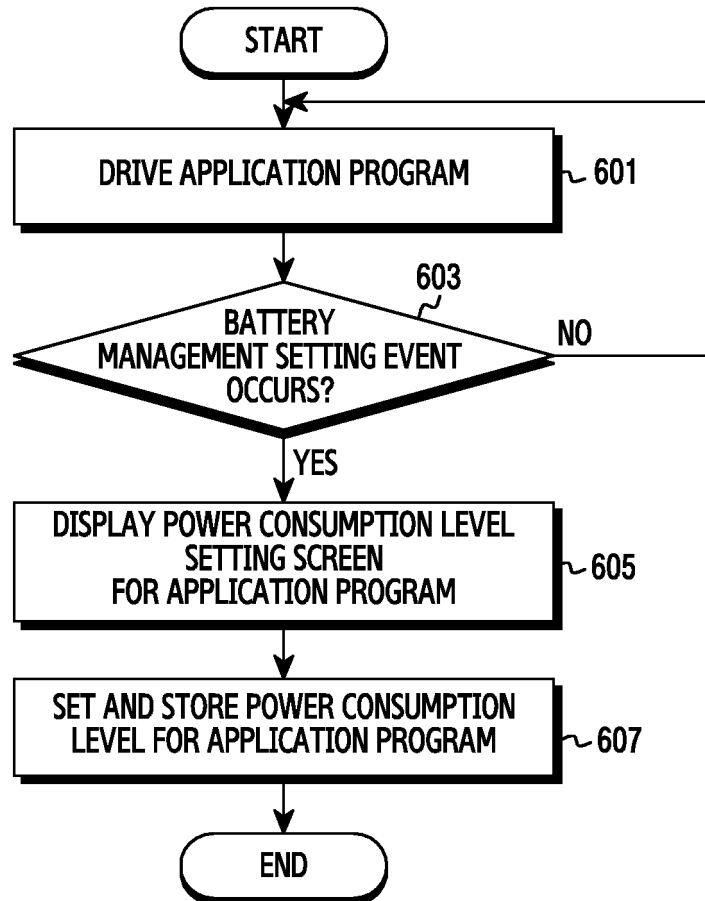 START
DRIVE APPLICATION PROGRAM
601
603
BATTERY
MANAGEMENT SETTING EVENT
OCCURS?
NO
YES
DISPLAY POWER CONSUMPTION LEVEL
SETTING SCREEN
FOR APPLICATION PROGRAM
605
SET AND STORE POWER CONSUMPTION
LEVEL FOR APPLICATION PROGRAM
607
END